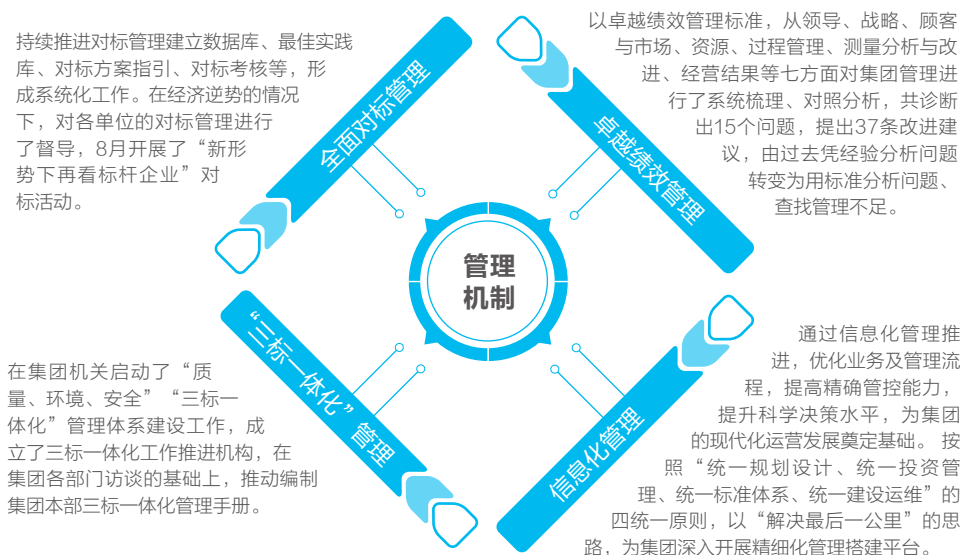 持续推进对标管理建立数据库、最佳实践
库、对标方案指引、对标考核等，形
成系统化工作。在经济逆势的情况
下，对各单位的对标管理进行
了督导，8月开展了“新形
势下再看标杆企业”对
标活动。
全面对标管理
以卓越绩效管理标准，从领导、战略、顾客
与市场、资源、过程管理、测量分析与改
进、经营结果等七方面对集团管理进
行了系统梳理、对照分析，共诊断
出15个问题，提出37条改进建
议，由过去凭经验分析问题
转变为用标准分析问题、
查找管理不足。
卓越绩效管理
管理
机制
“三标一体化”管理
在集团机关启动了“质
量、环境、安全”“三标一
体化”管理体系建设工作，成
立了三标一体化工作推进机构，在
集团各部门访谈的基础上，推动编制
集团本部三标一体化管理手册。
信息化管理
通过信息化管理推
进，优化业务及管理流
程，提高精确管控能力，
提升科学决策水平，为集团
的现代化运营发展奠定基础。 按
照“统一规划设计、统一投资管
理、统一标准体系、统一建设运维”的
四统一原则，以“解决最后一公里”的思
路，为集团深入开展精细化管理搭建平台。